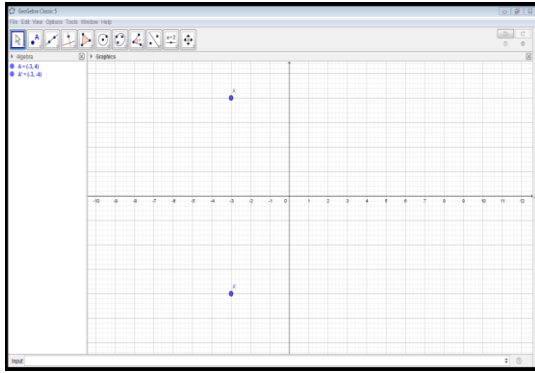 GeoGebra Classic 5
File Edit View Options Tools Window Help
A a=2
Algebra Graphics
A = (-3, 4)
A' = (-3, -4)
A
-10 -9 -8 -7 -6 -5 -4 -3 -2 -1 0 1 2 3 4 5 6 7 8 9 10 11 12
A'
Input: